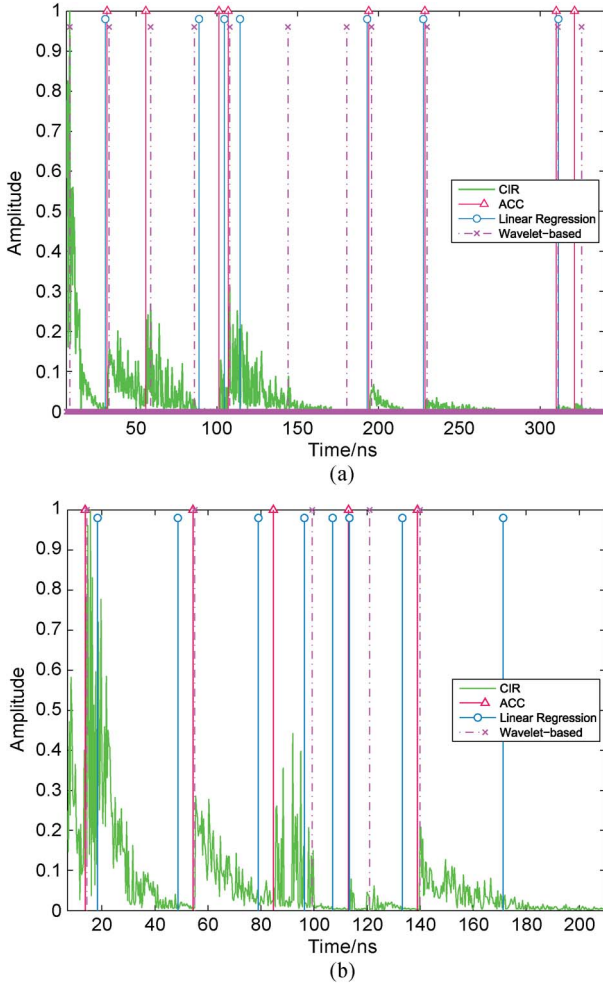 1
0.9
0.8
0.7
0.6
0.5
0.4
0.3
0.2
0.1
0
Amplitude
CIR
ACC
Linear Regression
Wavelet-based
50 100 150 200 250 300
Time/ns
(a)
1
0.9
0.8
0.7
0.6
0.5
0.4
0.3
0.2
0.1
0
Amplitude
CIR
ACC
Linear Regression
Wavelet-based
20 40 60 80 100 120 140 160 180 200
Time/ns
(b)